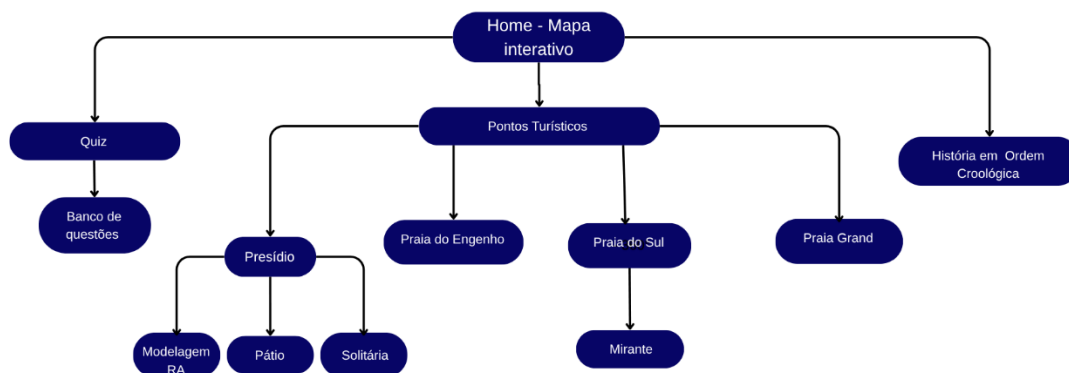 Home - Mapa
interativo
Quiz
Pontos Turísticos
História em Ordem
Croológica
Banco de
questões
Praia do Engenho
Praia do Sul
Praia Grand
Presídio
Modelagem
RA
Pátio
Solitária
Mirante